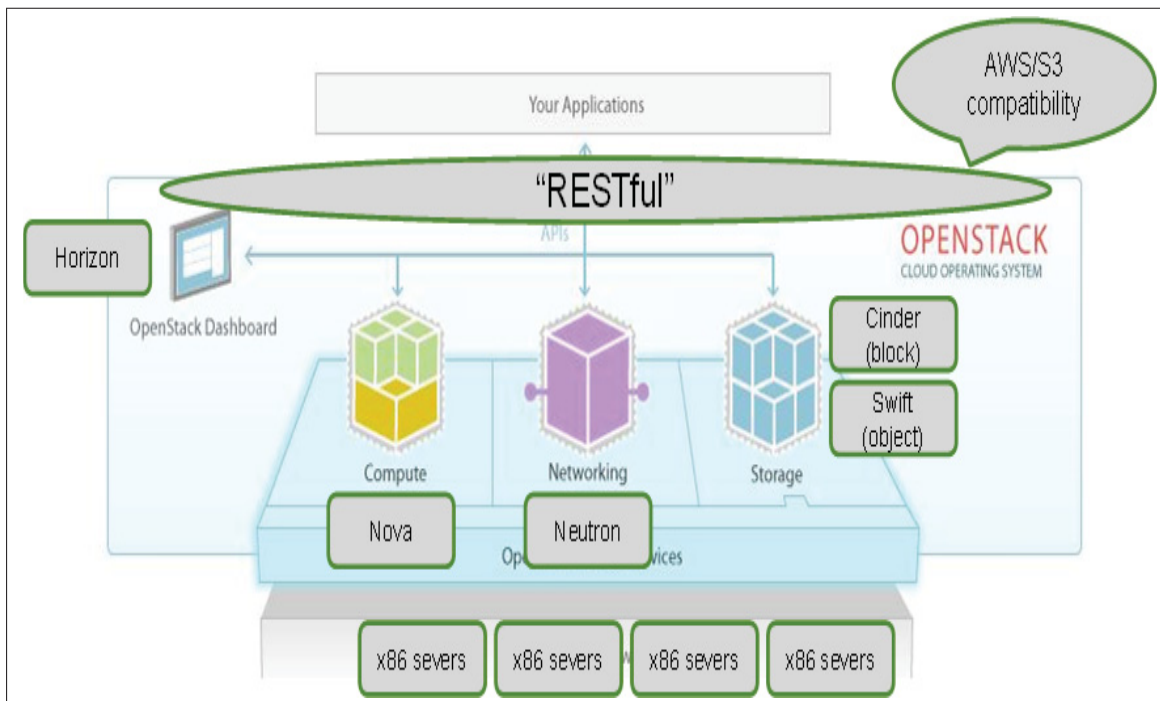 AWS/S3
compatibility
Your Applications
“RESTful”
APIs
Horizon
OPENSTACK
CLOUD OPERATING SYSTEM
OpenStack Dashboard
Cinder
(block)
Swift
(object)
Compute
Networking
Storage
Nova
Neutron
x86 severs
x86 severs
x86 severs
x86 severs